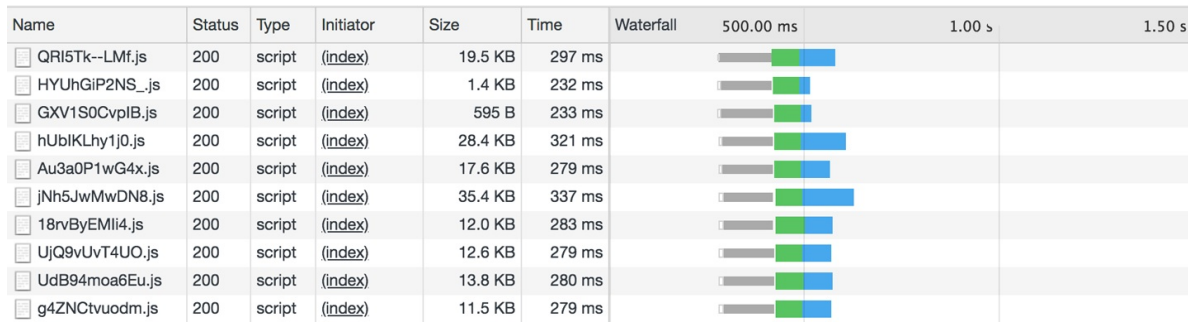 Name Status Type Initiator Size Time Waterfall 500.00 ms 1.00 s 1.50 s
QRI5Tk--LMf.js 200 script (index) 19.5 KB 297 ms
HYUhGiP2NS_.js 200 script (index) 1.4 KB 232 ms
GXV1S0CvpIB.js 200 script (index) 595 B 233 ms
hUbIKLhy1j0.js 200 script (index) 28.4 KB 321 ms
Au3a0P1wG4x.js 200 script (index) 17.6 KB 279 ms
jNh5JwMwDN8.js 200 script (index) 35.4 KB 337 ms
18rvByEMIi4.js 200 script (index) 12.0 KB 283 ms
UjQ9vUvT4UO.js 200 script (index) 12.6 KB 279 ms
UdB94moa6Eu.js 200 script (index) 13.8 KB 280 ms
g4ZNCtvuodm.js 200 script (index) 11.5 KB 279 ms